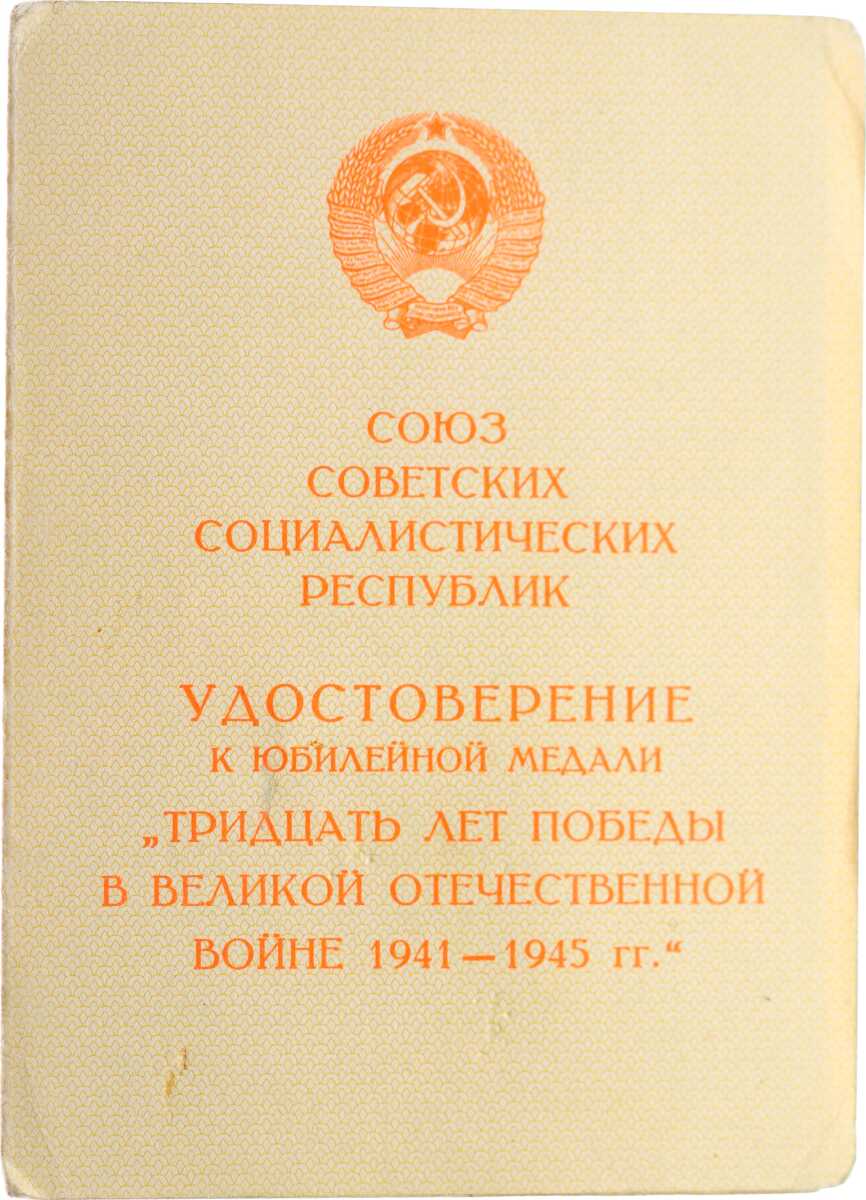 СОЮЗ
СОВЕТСКИХ
СОЦИАЛИСТИЧЕСКИХ
РЕСПУБЛИК
УДОСТОВЕРЕНИЕ
К ЮБИЛЕЙНОЙ МЕДАЛИ
„ТРИДЦАТЬ ЛЕТ ПОБЕДЫ
В ВЕЛИКОЙ ОТЕЧЕСТВЕННОЙ
ВОЙНЕ 1941—1945 гг.“